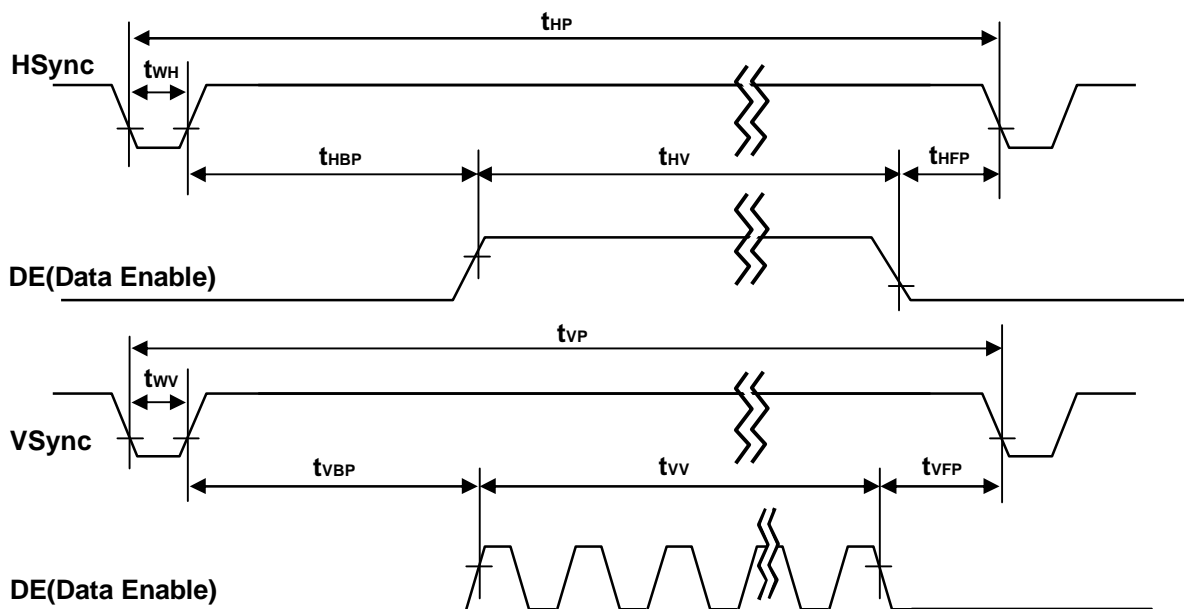 tHP
HSync
tWH
tHBP
tHV
tHFP
DE(Data Enable)
tVP
tWV
VSync
tVBP
tVV
tVFP
DE(Data Enable)